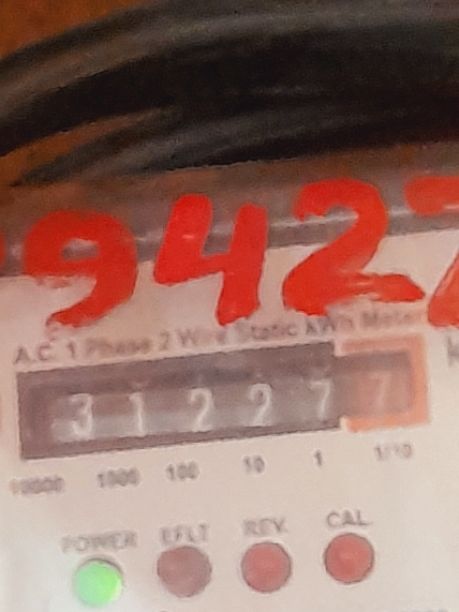 9427
A.C. 1 Phase 2 Wire Static kWh Meter
3 1 2 2 7 7
10000 1000 100 10 1 1/10
POWER EFLT REV. CAL